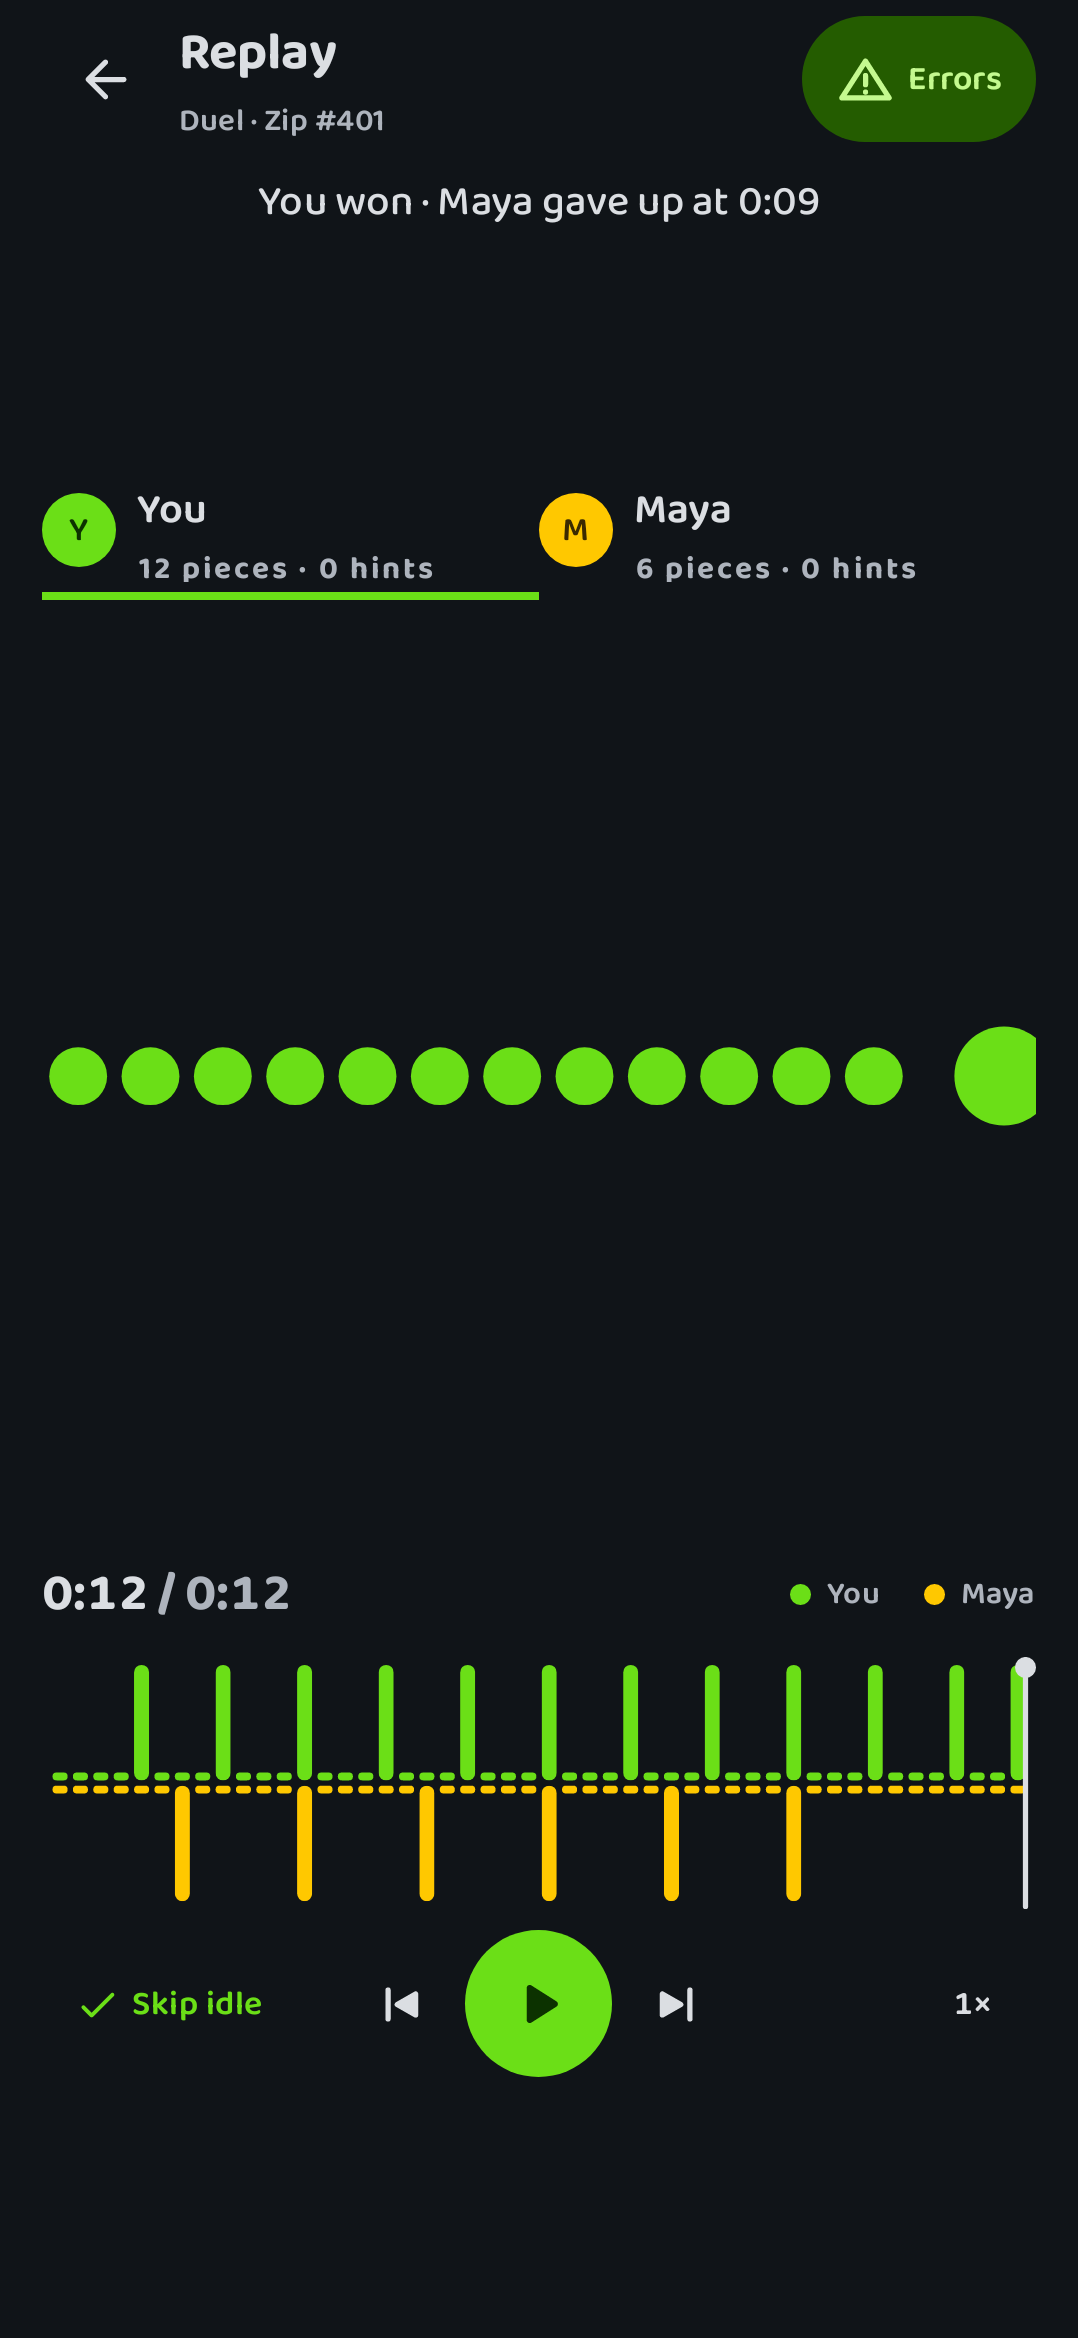 Replay
Duel · Zip #401
Errors
You won · Maya gave up at 0:09
Y
You
12 pieces · 0 hints
M
Maya
6 pieces · 0 hints
0:12 / 0:12
You
Maya
Skip idle
1×